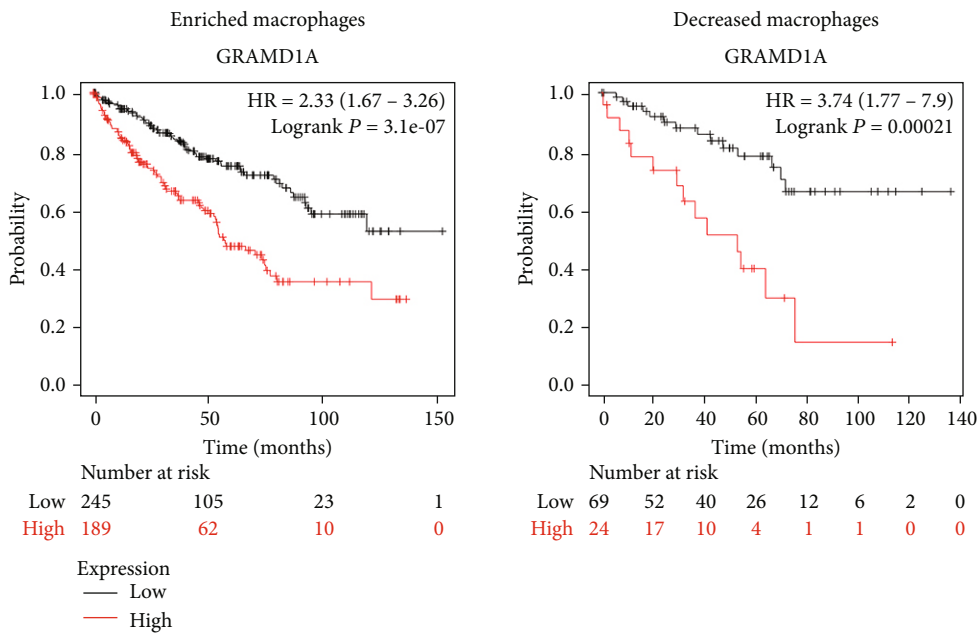 Enriched macrophages
GRAMD1A
HR = 2.33 (1.67 – 3.26)
Logrank P = 3.1e-07
Probability
1.0
0.8
0.6
0.4
0.2
0.0
0 50 100 150
Time (months)
Number at risk
Low 245 105 23 1
High 189 62 10 0
Expression
Low
High
Decreased macrophages
GRAMD1A
HR = 3.74 (1.77 – 7.9)
Logrank P = 0.00021
Probability
1.0
0.8
0.6
0.4
0.2
0.0
0 20 40 60 80 100 120 140
Time (months)
Number at risk
Low 69 52 40 26 12 6 2 0
High 24 17 10 4 1 1 0 0